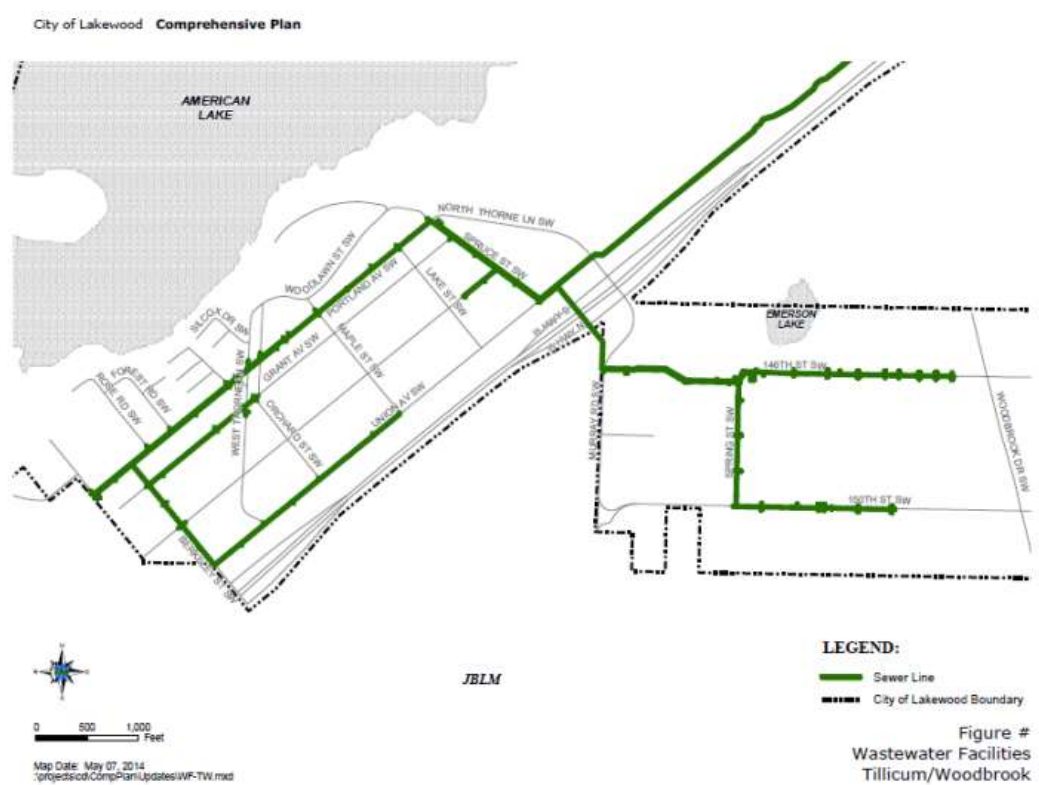 City of Lakewood Comprehensive Plan
AMERICAN
LAKE
NORTH THORNE LN SW
SPRUCE ST SW
WOODLAWN ST SW
PORTLAND AV SW
LAKE ST SW
SILCOX DR SW
MAPLE ST SW
GRANT AV SW
FOREST RD SW
ROSE RD SW
WEST THORNE LN SW
ORCHARD ST SW
UNION AV SW
EMERSON
LAKE
146TH ST SW
MURRAY RD SW
SPRING ST SW
WOODBROOK DR SW
150TH ST SW
BERKELEY ST SW
JBLM
LEGEND:
Sewer Line
City of Lakewood Boundary
0 500 1,000
Feet
Figure #
Wastewater Facilities
Tillicum/Woodbrook
Map Date: May 07, 2014